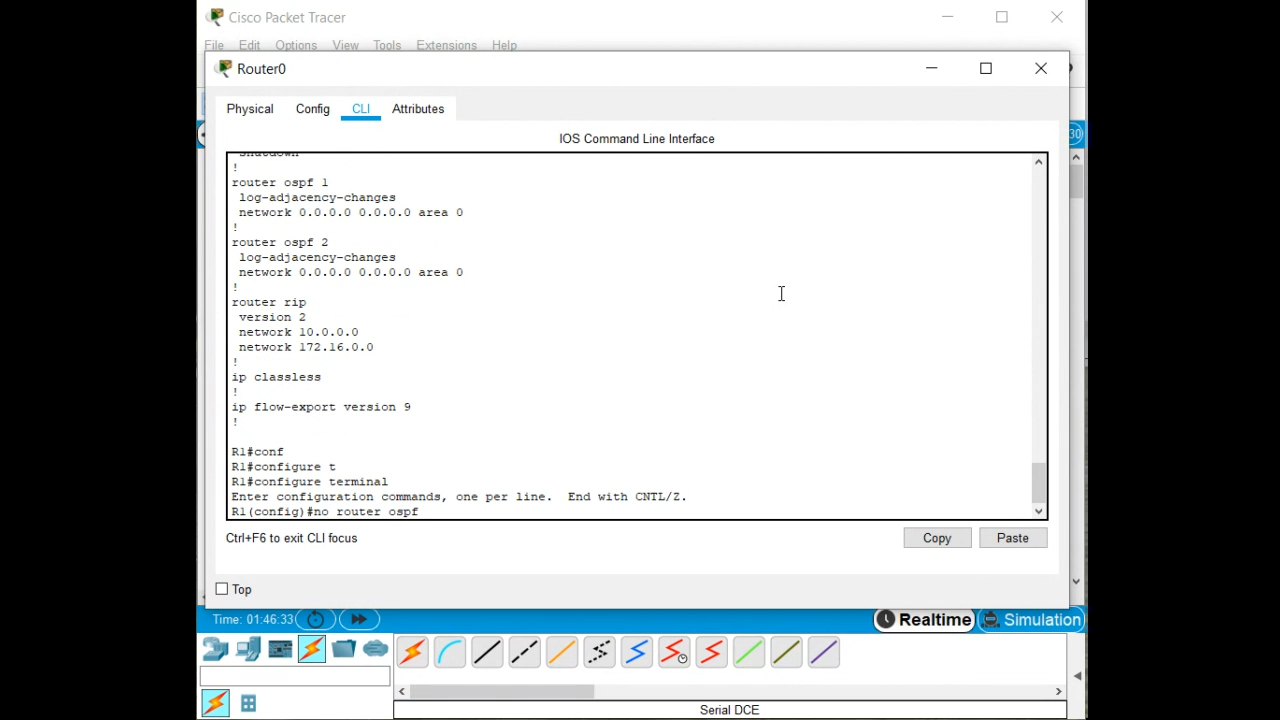 Cisco Packet Tracer
File Edit Options View Tools Extensions Help
Router0
Physical Config CLI Attributes
IOS Command Line Interface
shutdown
!
router ospf 1
log-adjacency-changes
network 0.0.0.0 0.0.0.0 area 0
!
router ospf 2
log-adjacency-changes
network 0.0.0.0 0.0.0.0 area 0
!
router rip
version 2
network 10.0.0.0
network 172.16.0.0
!
ip classless
!
ip flow-export version 9
!
R1#conf
R1#configure t
R1#configure terminal
Enter configuration commands, one per line. End with CNTL/Z.
R1(config)#no router ospf
Ctrl+F6 to exit CLI focus
Copy Paste
Top
Time: 01:46:33
Realtime Simulation
Serial DCE